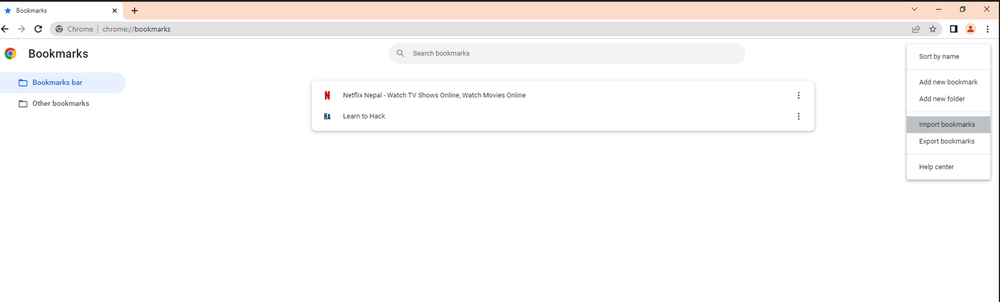 Bookmarks
Chrome | chrome://bookmarks
Bookmarks
Search bookmarks
Bookmarks bar
Other bookmarks
N Netflix Nepal - Watch TV Shows Online, Watch Movies Online
HA Learn to Hack
Sort by name
Add new bookmark
Add new folder
Import bookmarks
Export bookmarks
Help center